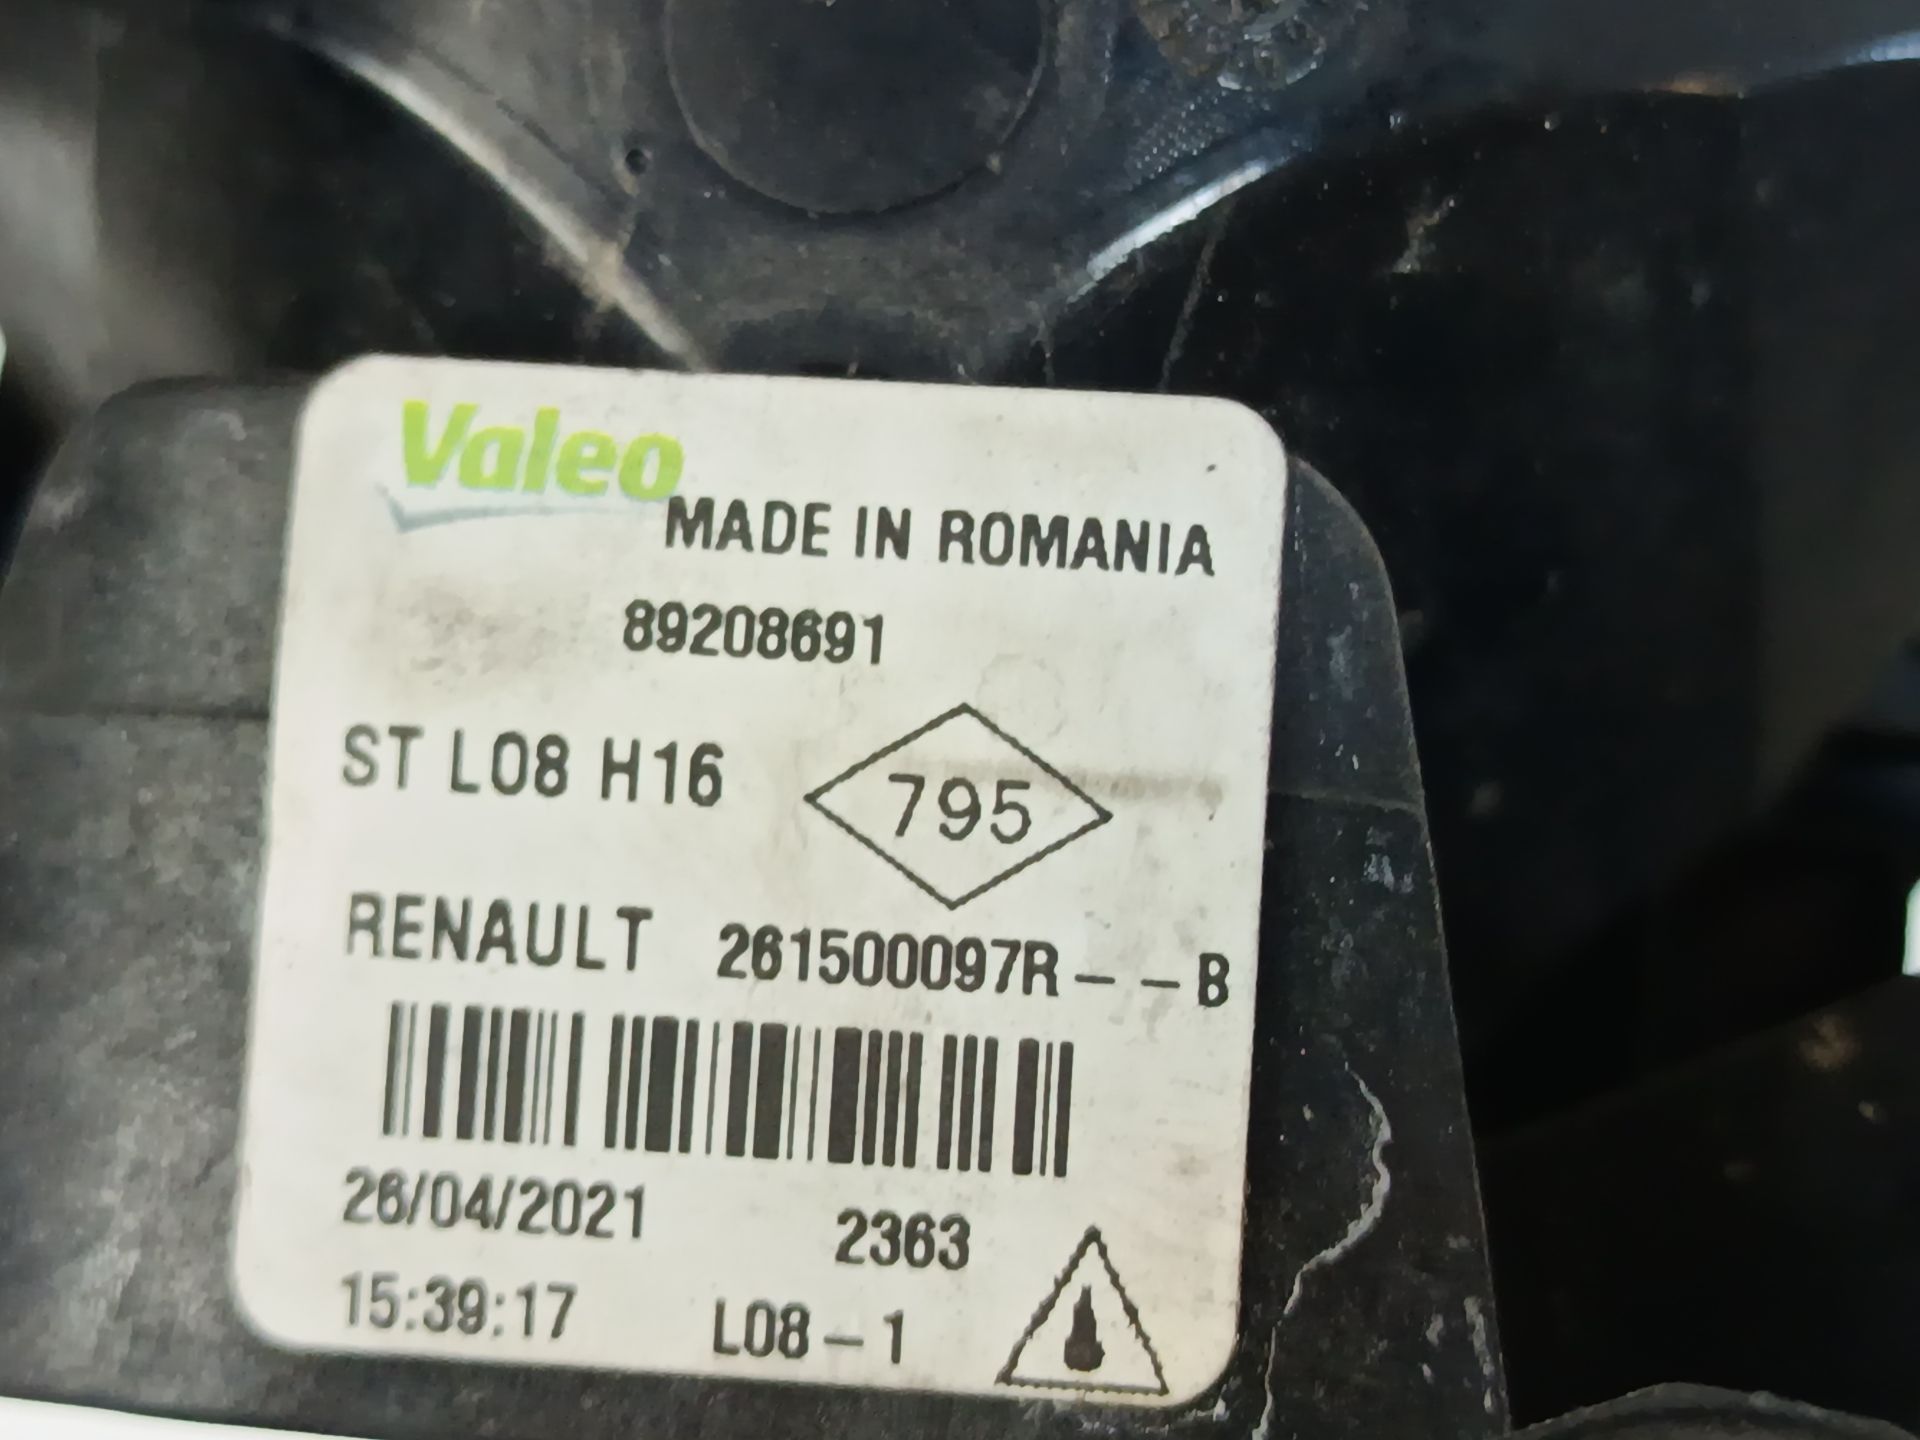 Valeo
MADE IN ROMANIA
89208691
ST L08 H16
795
RENAULT 261500097R--B
26/04/2021 2363
15:39:17 L08-1